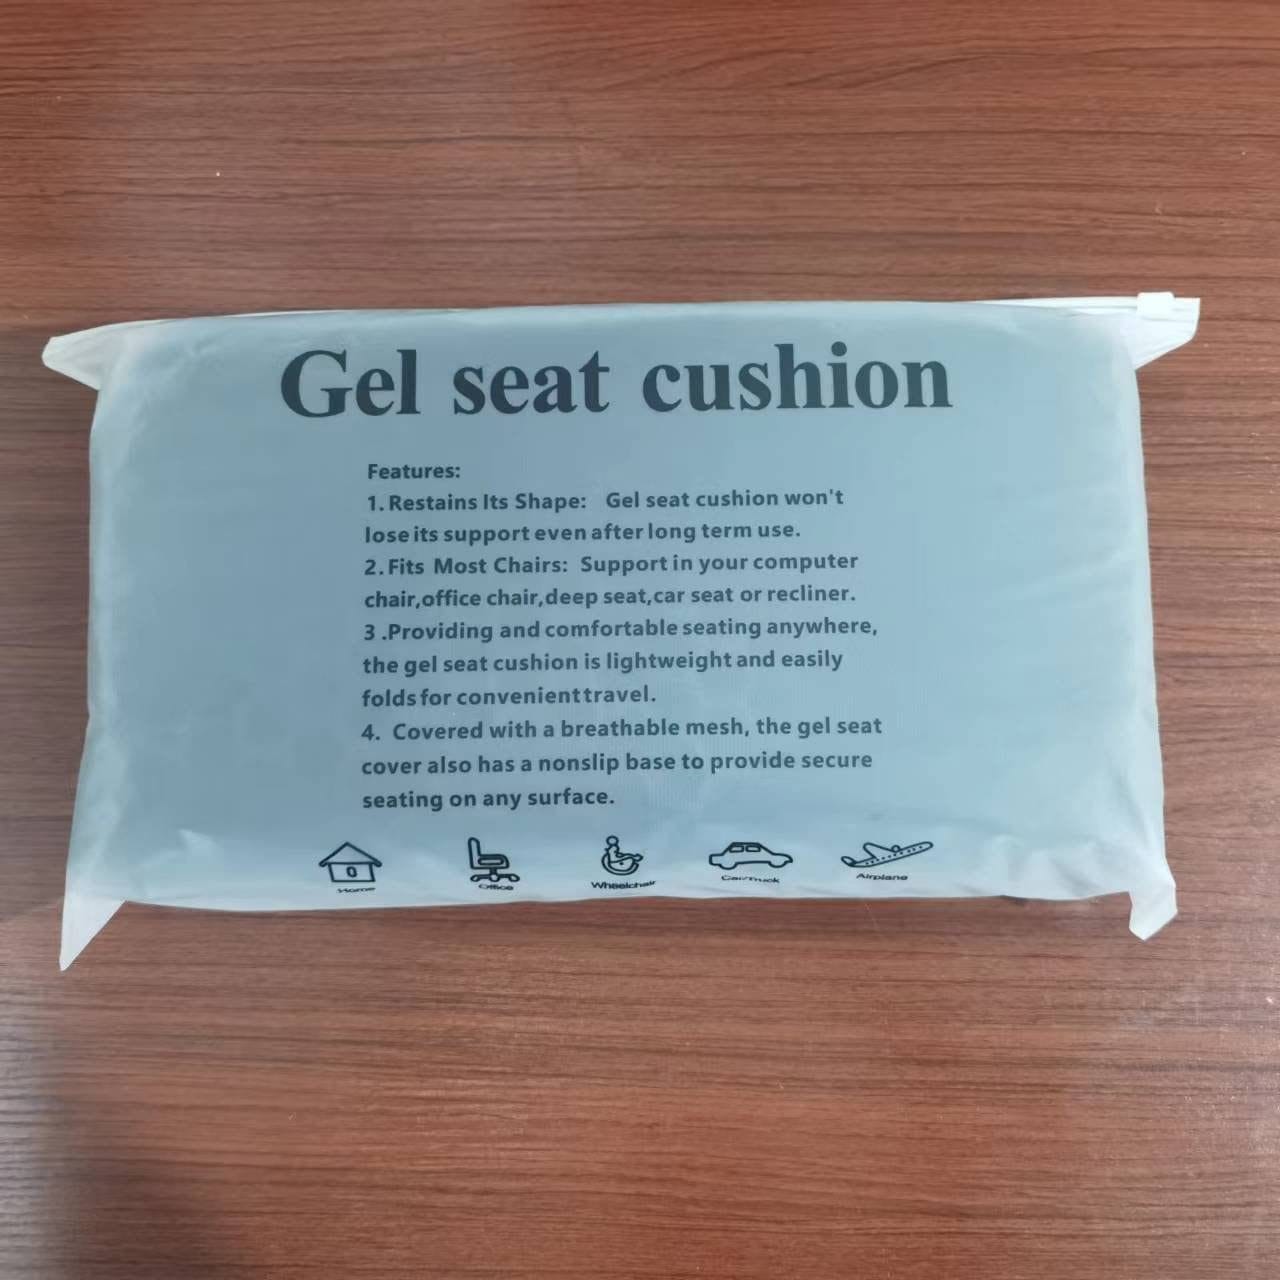 Gel seat cushion
Features:
1. Restains Its Shape: Gel seat cushion won't
lose its support even after long term use.
2. Fits Most Chairs: Support in your computer
chair,office chair,deep seat,car seat or recliner.
3 .Providing and comfortable seating anywhere,
the gel seat cushion is lightweight and easily
folds for convenient travel.
4. Covered with a breathable mesh, the gel seat
cover also has a nonslip base to provide secure
seating on any surface.
Home Office Wheelchair Car/Truck Airplane